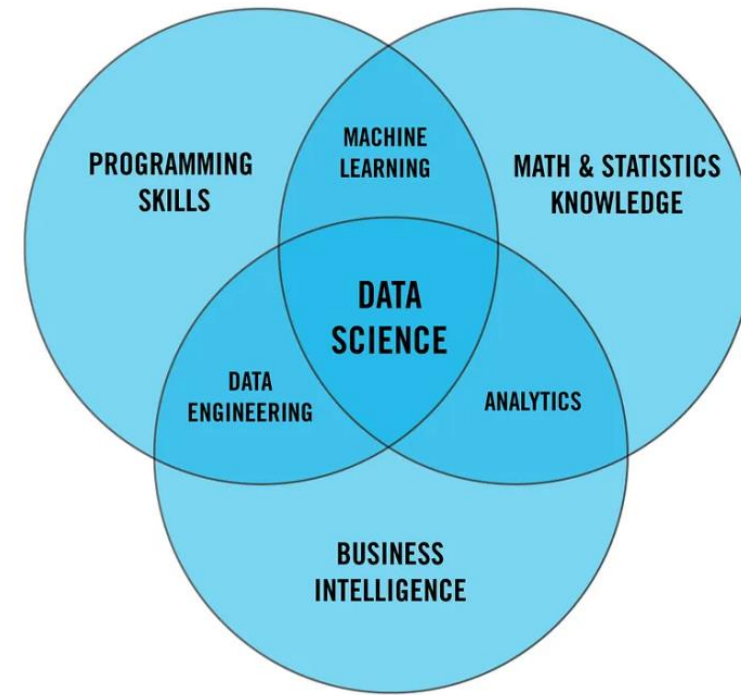 MACHINE
LEARNING
PROGRAMMING
SKILLS
MATH & STATISTICS
KNOWLEDGE
DATA
SCIENCE
DATA
ENGINEERING
ANALYTICS
BUSINESS
INTELLIGENCE